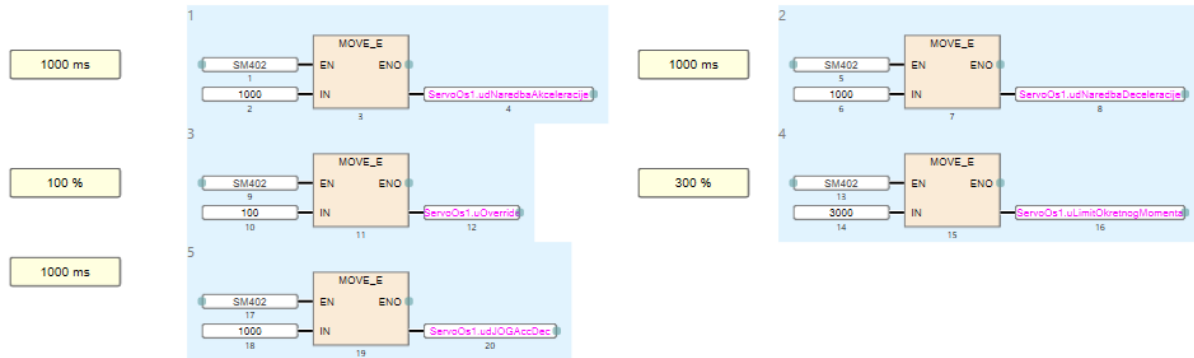 1
1000 ms
MOVE_E
SM402 EN ENO
1
1000 IN ServoOs1.udNaredbaAkceleracije
2 3 4
2
1000 ms
MOVE_E
SM402 EN ENO
5
1000 IN ServoOs1.udNaredbaDeceleracije
6 7 8
3
100 %
MOVE_E
SM402 EN ENO
9
100 IN ServoOs1.uOverride
10 11 12
4
300 %
MOVE_E
SM402 EN ENO
13
3000 IN ServoOs1.uLimitOkretnogMomenta
14 15 16
5
1000 ms
MOVE_E
SM402 EN ENO
17
1000 IN ServoOs1.udJOGAccDec
18 19 20